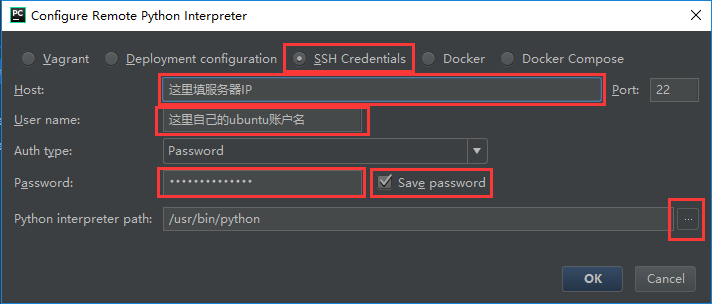 PC Configure Remote Python Interpreter
Vagrant Deployment configuration SSH Credentials Docker Docker Compose
Host: 这里填服务器IP Port: 22
User name: 这里自己的ubuntu账户名
Auth type: Password
Password: •••••••••••••• Save password
Python interpreter path: /usr/bin/python ...
OK Cancel